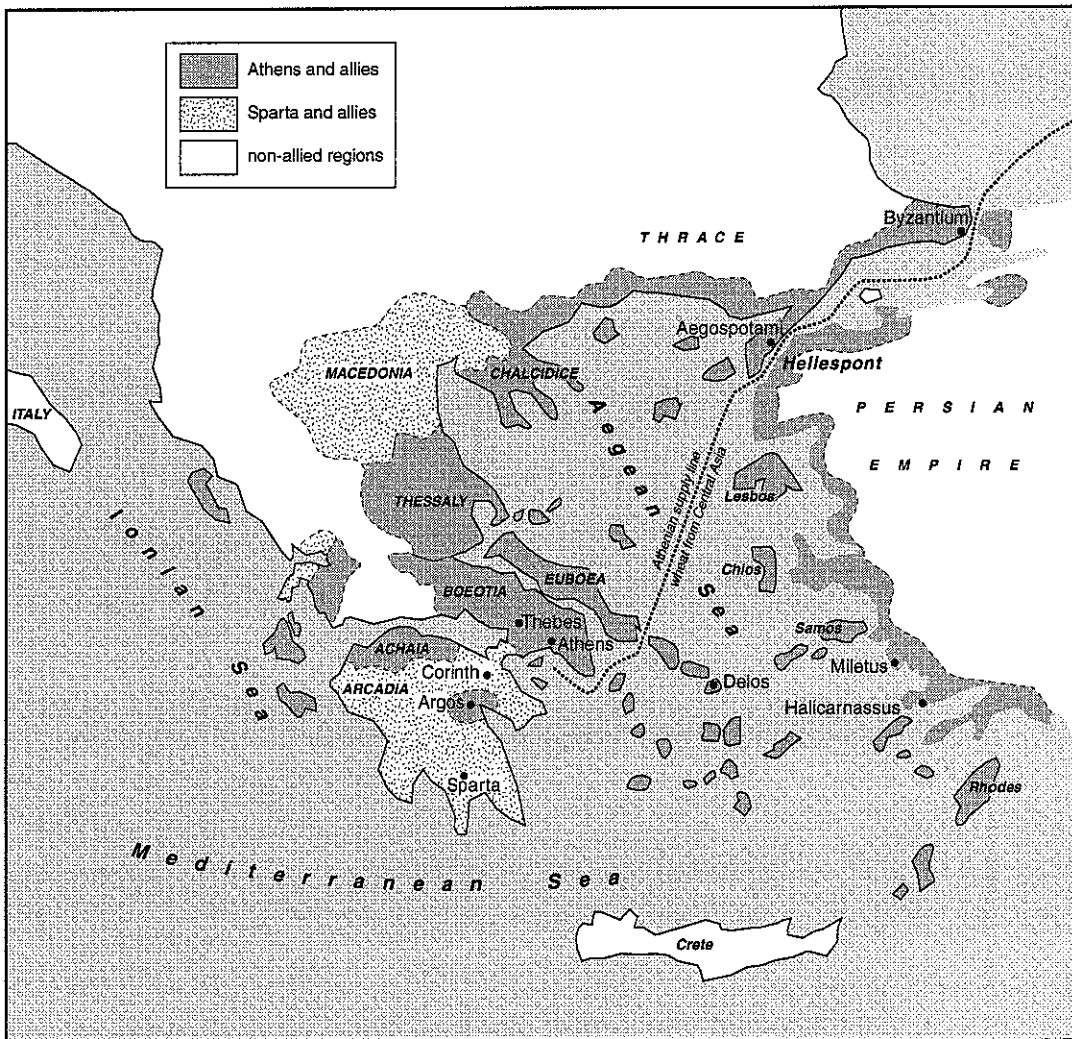 Athens and allies
Sparta and allies
non-allied regions
Byzantium
THRACE
Aegospotami
Hellespont
MACEDONIA
CHALCIDICE
ITALY
PERSIAN
EMPIRE
Aegean
Sea
THESSALY
Lesbos
Athenian supply line
wheat from Central Asia
Ionian
Sea
Chios
EUBOEA
BOEOTIA
Thebes
Athens
Samos
ACHAIA
Corinth
Miletus
ARCADIA
Delos
Argos
Halicarnassus
Sparta
Rhodes
Mediterranean Sea
Crete